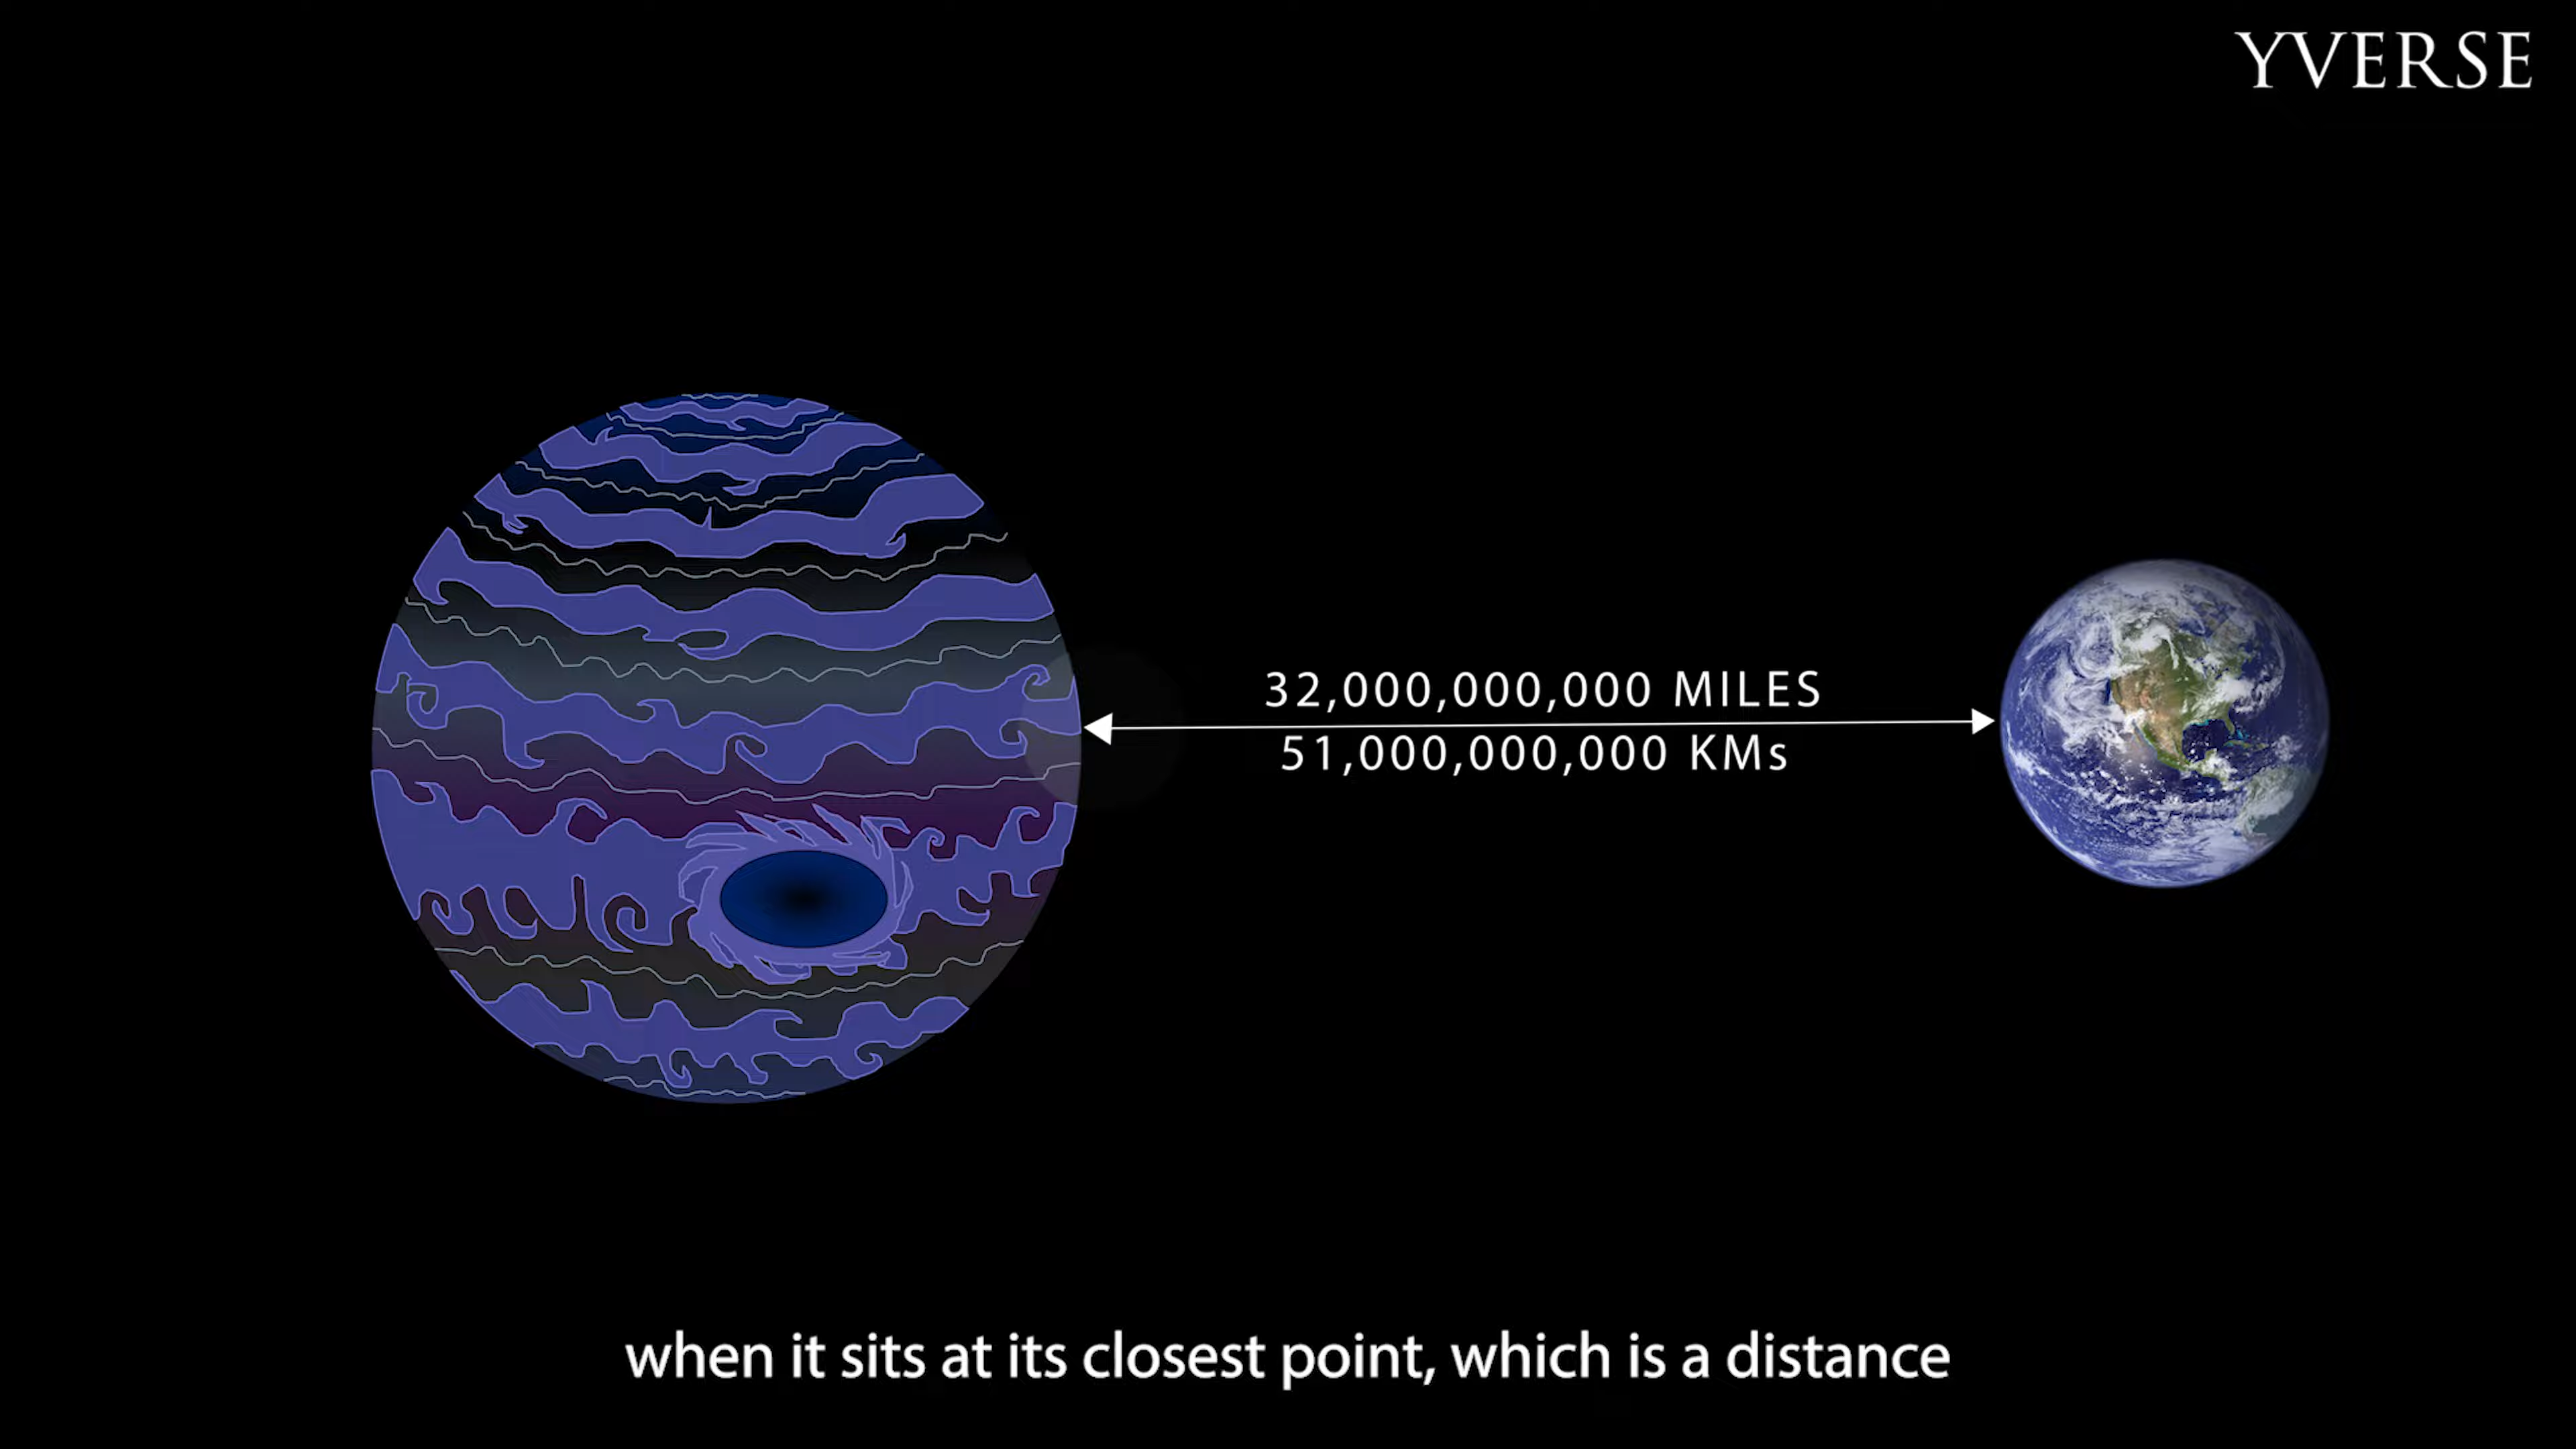 YVERSE
32,000,000,000 MILES
51,000,000,000 KMs
when it sits at its closest point, which is a distance